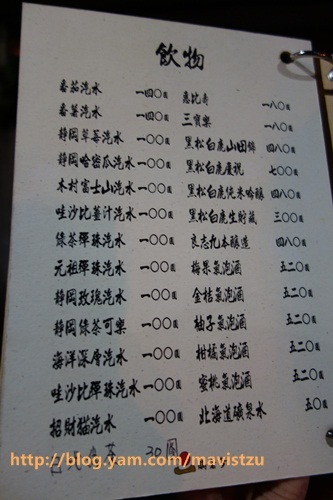 飲物
番茄汽水 一四〇圓
番薯汽水 一四〇圓
静岡草莓汽水 一〇〇圓
静岡哈密瓜汽水 一〇〇圓
木村富士山汽水 一〇〇圓
哇沙比薑汁汽水 一〇〇圓
綠茶彈珠汽水 一〇〇圓
元祖彈珠汽水 一〇〇圓
静岡玫瑰汽水 一〇〇圓
静岡綠茶可樂 一〇〇圓
海洋深層汽水 一〇〇圓
哇沙比彈珠汽水 一〇〇圓
招財貓汽水 一〇〇圓
30圓
惠比壽 一八〇圓
三寶樂 一八〇圓
黑松白鹿山田錦 四八〇圓
黑松白鹿慶祝 七〇〇圓
黑松白鹿純米吟釀 四八〇圓
黑松白鹿生貯藏 三〇〇圓
良志久本釀造 四八〇圓
梅果氣泡酒 五二〇圓
金桔氣泡酒 五二〇圓
柚子氣泡酒 五二〇圓
柑橘氣泡酒 五二〇圓
蜜桃氣泡酒 五二〇圓
北海道礦泉水 五〇圓
http://blog.yam.com/mavistzu